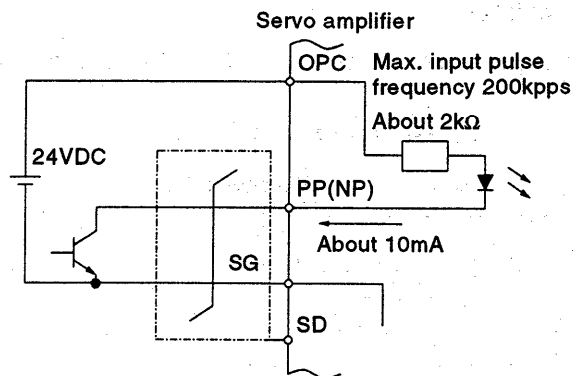 Servo amplifier
OPC
Max. input pulse
frequency 200kpps
About 2kΩ
24VDC
PP(NP)
About 10mA
SG
SD